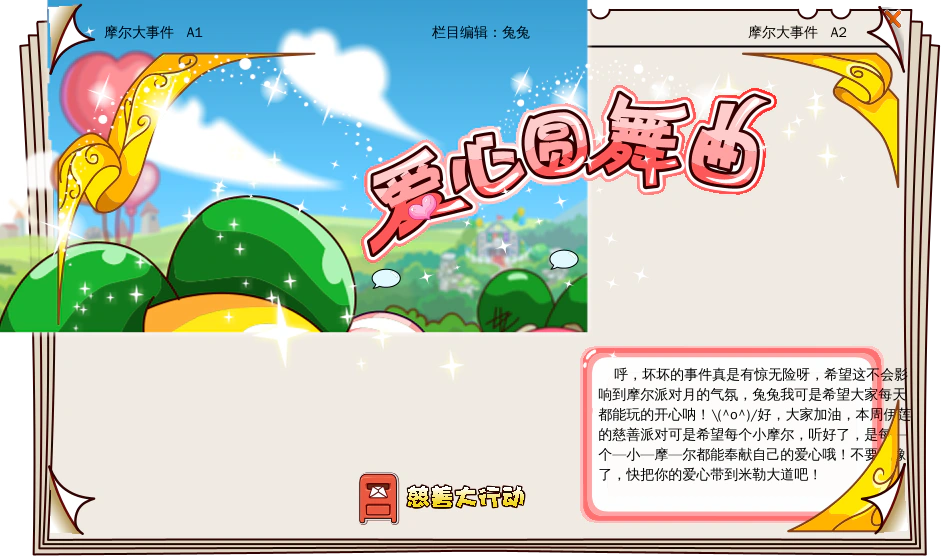 摩尔大事件 A1
栏目编辑：兔兔
摩尔大事件 A2
爱心圆舞曲
呼，坏坏的事件真是有惊无险呀，希望这不会影
响到摩尔派对月的气氛，兔兔我可是希望大家每天
都能玩的开心呐！\(^o^)/好，大家加油，本周伊莲
的慈善派对可是希望每个小摩尔，听好了，是每一
个—小—摩—尔都能奉献自己的爱心哦！不要
了，快把你的爱心带到米勒大道吧！
慈善大行动